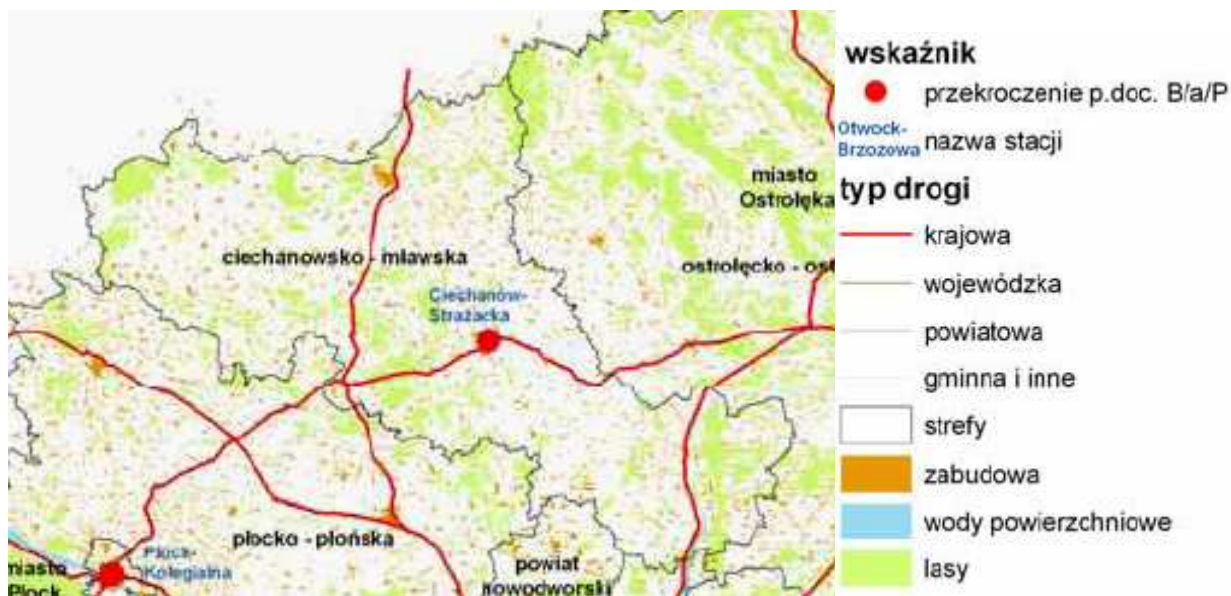 miasto
Ostrołęka
ciechanowsko - mławska
ostrołęcko - ost
Ciechanów-
Strażacka
płocko - płońska
Płock-
Kolegialna
miasto
Płock
powiat
nowodworski
wskaźnik
przekroczenie p.doc. B/a/P
Otwock-
Brzozowa
nazwa stacji
typ drogi
krajowa
wojewódzka
powiatowa
gminna i inne
strefy
zabudowa
wody powierzchniowe
lasy